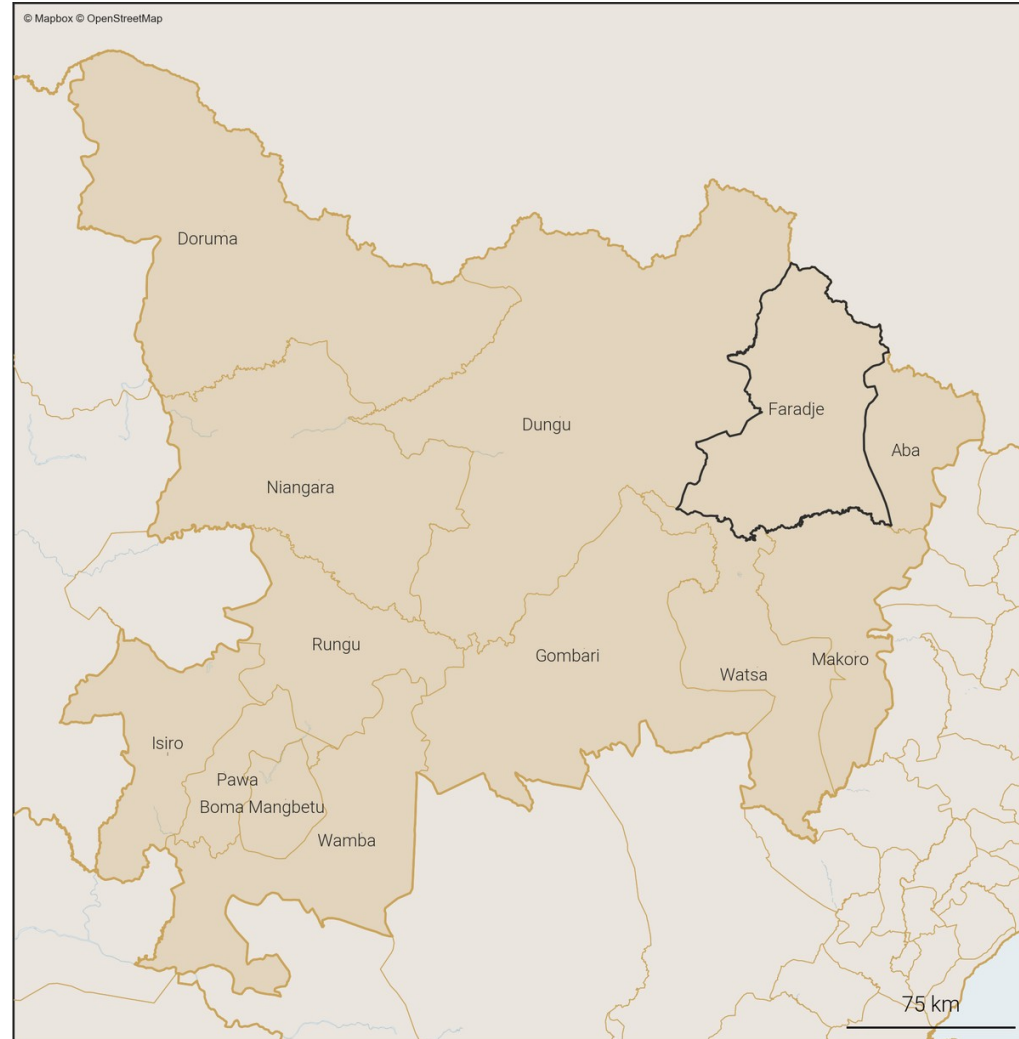 © Mapbox © OpenStreetMap
Doruma
Faradje
Dungu
Aba
Niangara
Rungu
Gombari
Makoro
Watsa
Isiro
Pawa
Boma Mangbetu
Wamba
75 km